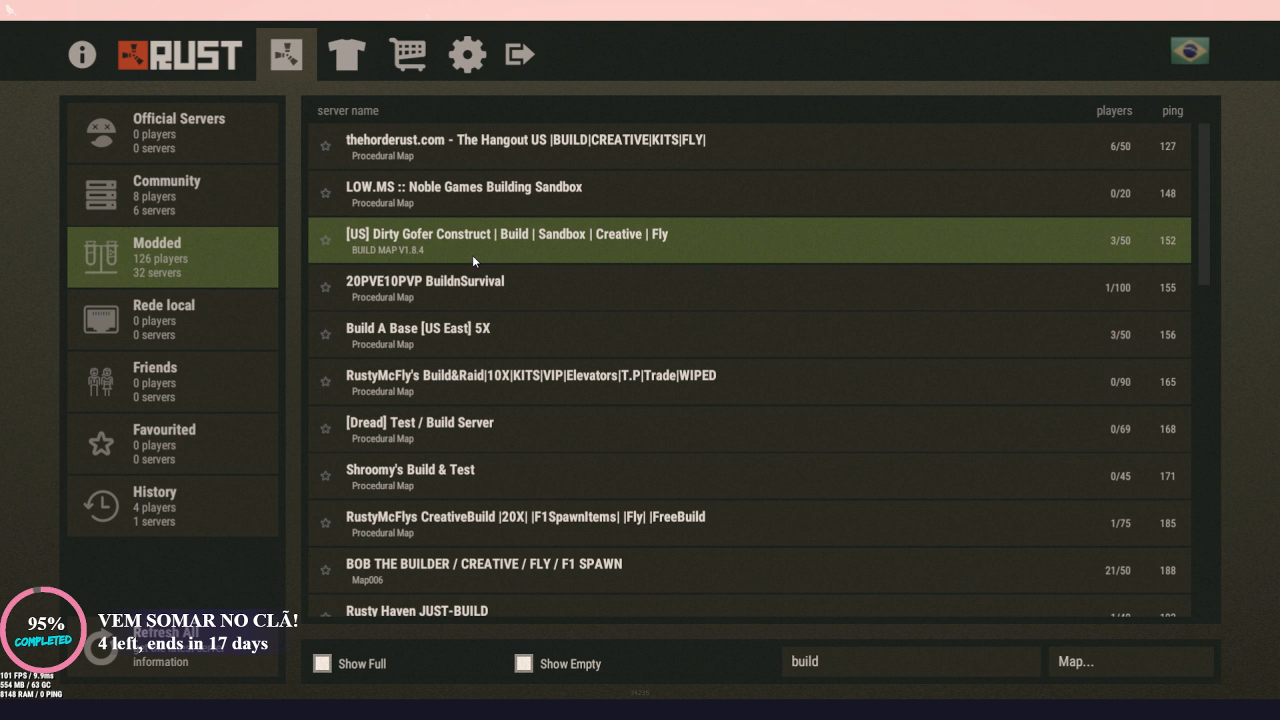 RUST
Official Servers
0 players
0 servers
Community
8 players
6 servers
Modded
126 players
32 servers
Rede local
0 players
0 servers
Friends
0 players
0 servers
Favourited
0 players
0 servers
History
4 players
1 servers
Refresh All
information
server name players ping
thehorderust.com - The Hangout US |BUILD|CREATIVE|KITS|FLY| 6/50 127
Procedural Map
LOW.MS :: Noble Games Building Sandbox 0/20 148
Procedural Map
[US] Dirty Gofer Construct | Build | Sandbox | Creative | Fly 3/50 152
BUILD MAP V1.8.4
20PVE10PVP BuildnSurvival 1/100 155
Procedural Map
Build A Base [US East] 5X 3/50 156
Procedural Map
RustyMcFly's Build&Raid|10X|KITS|VIP|Elevators|T.P|Trade|WIPED 0/90 165
Procedural Map
[Dread] Test / Build Server 0/69 168
Procedural Map
Shroomy's Build & Test 0/45 171
Procedural Map
RustyMcFlys CreativeBuild |20X| |F1SpawnItems| |Fly| |FreeBuild 1/75 185
Procedural Map
BOB THE BUILDER / CREATIVE / FLY / F1 SPAWN 21/50 188
Map006
Rusty Haven JUST-BUILD
Show Full Show Empty build Map...
95%
COMPLETED
VEM SOMAR NO CLÃ!
4 left, ends in 17 days
101 FPS / 9.9ms
554 MB / 63 GC
8148 RAM / 0 PING